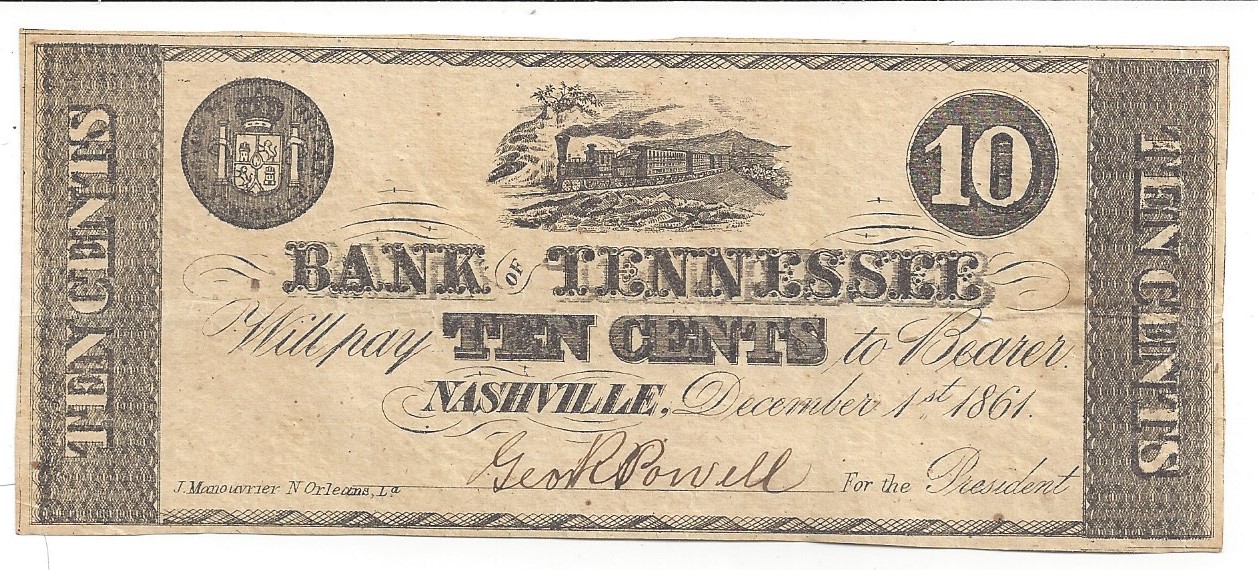 TEN CENTS
10
BANK OF TENNESSEE
Will pay TEN CENTS to Bearer.
NASHVILLE, December 1st 1861.
Geo R Powell For the President
J. Manouvrier N Orleans, La
TEN CENTS